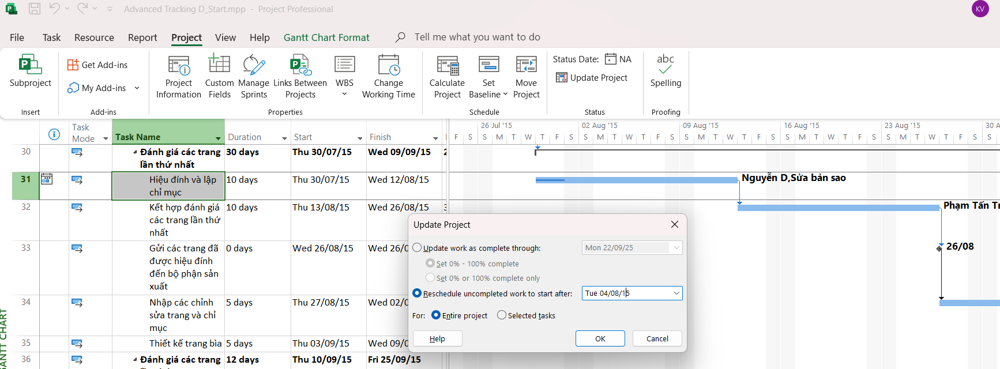 Advanced Tracking D_Start.mpp - Project Professional
KV
File Task Resource Report Project View Help Gantt Chart Format Tell me what you want to do
Subproject
Insert
Get Add-ins
My Add-ins
Add-ins
Project
Information
Custom
Fields
Manage
Sprints
Links Between
Projects
WBS
Change
Working Time
Properties
Calculate
Project
Set
Baseline
Move
Project
Schedule
Status Date: NA
Update Project
Status
abc
Spelling
Proofing
Task
Mode
Task Name
Duration
Start
Finish
26 Jul '15 02 Aug '15 09 Aug '15 16 Aug '15 23 Aug '15 30 A
F S S M T W T F S S M T W T F S S M T W T F S S M T W T F S S M T W T F S S
30 Đánh giá các trang 30 days Thu 30/07/15 Wed 09/09/15 2
lần thứ nhất
31 Hiệu đính và lập 10 days Thu 30/07/15 Wed 12/08/15 Nguyễn D,Sửa bản sao
chỉ mục
32 Kết hợp đánh giá 10 days Thu 13/08/15 Wed 26/08/15 3 Phạm Tấn Tr
các trang lần thứ
nhất
33 Gửi các trang đã 0 days Wed 26/08/15 Wed 26/0 26/08
được hiệu đính
đến bộ phận sản
xuất
34 Nhập các chỉnh 5 days Thu 27/08/15 Wed 02/0
sửa trang và chỉ
mục
35 Thiết kế trang bìa 5 days Thu 03/09/15 Wed 09/0
36 Đánh giá các trang 12 days Thu 10/09/15 Fri 25/09/15
GANTT CHART
Update Project
Update work as complete through: Mon 22/09/25
Set 0% - 100% complete
Set 0% or 100% complete only
Reschedule uncompleted work to start after: Tue 04/08/15
For: Entire project Selected tasks
Help OK Cancel